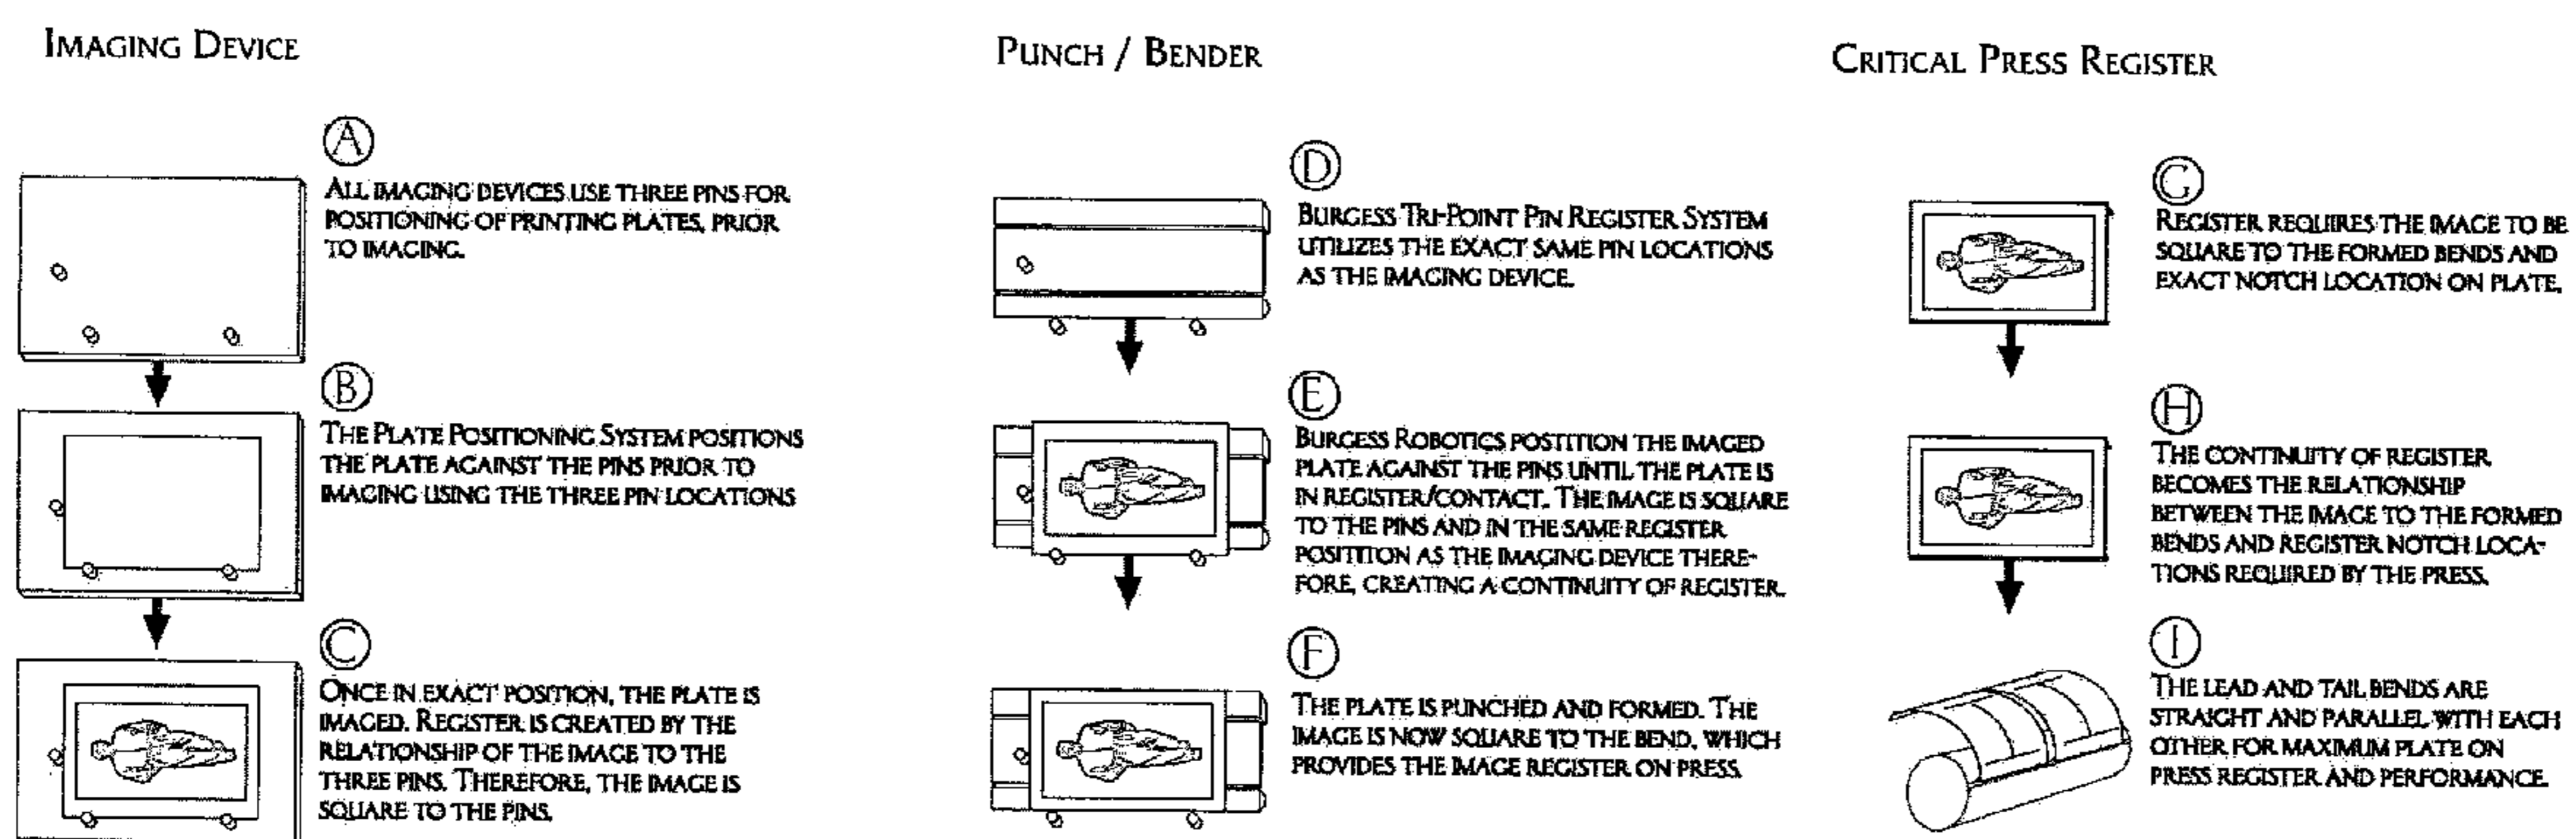 IMAGING DEVICE
A
ALL IMAGING DEVICES USE THREE PINS FOR
POSITIONING OF PRINTING PLATES, PRIOR
TO IMAGING.
B
THE PLATE POSITIONING SYSTEM POSITIONS
THE PLATE AGAINST THE PINS PRIOR TO
IMAGING USING THE THREE PIN LOCATIONS
C
ONCE IN EXACT POSITION, THE PLATE IS
IMAGED. REGISTER IS CREATED BY THE
RELATIONSHIP OF THE IMAGE TO THE
THREE PINS. THEREFORE, THE IMAGE IS
SQUARE TO THE PINS.
PUNCH / BENDER
D
BURGESS TRI-POINT PIN REGISTER SYSTEM
UTILIZES THE EXACT SAME PIN LOCATIONS
AS THE IMAGING DEVICE.
E
BURGESS ROBOTICS POSTITION THE IMAGED
PLATE AGAINST THE PINS UNTIL THE PLATE IS
IN REGISTER/CONTACT. THE IMAGE IS SQUARE
TO THE PINS AND IN THE SAME REGISTER
POSITITION AS THE IMAGING DEVICE THERE-
FORE, CREATING A CONTINUITY OF REGISTER.
F
THE PLATE IS PUNCHED AND FORMED. THE
IMAGE IS NOW SQUARE TO THE BEND, WHICH
PROVIDES THE IMAGE REGISTER ON PRESS.
CRITICAL PRESS REGISTER
G
REGISTER REQUIRES THE IMAGE TO BE
SQUARE TO THE FORMED BENDS AND
EXACT NOTCH LOCATION ON PLATE.
H
THE CONTINUITY OF REGISTER
BECOMES THE RELATIONSHIP
BETWEEN THE IMAGE TO THE FORMED
BENDS AND REGISTER NOTCH LOCA-
TIONS REQUIRED BY THE PRESS.
I
THE LEAD AND TAIL BENDS ARE
STRAIGHT AND PARALLEL WITH EACH
OTHER FOR MAXIMUM PLATE ON
PRESS REGISTER AND PERFORMANCE.